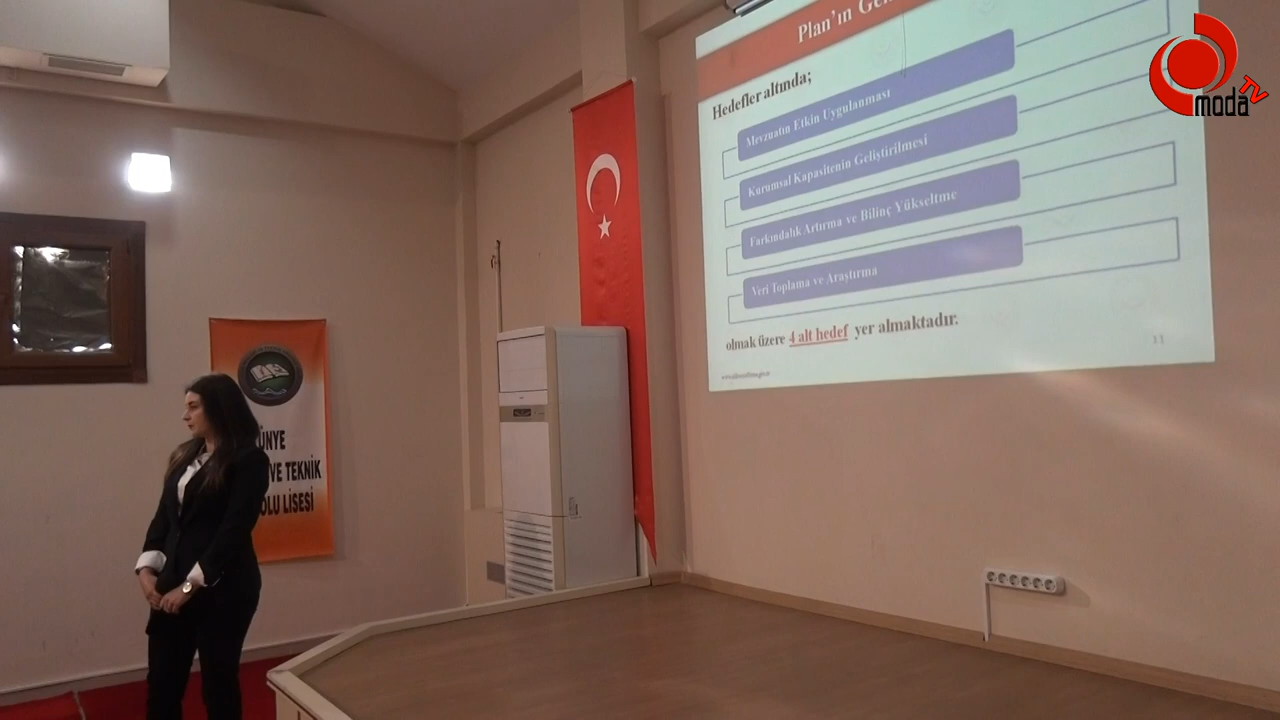 Plan'ın
Hedefler altında;
Mevzuatın Etkin Uygulanması
Kurumsal Kapasitenin Geliştirilmesi
Farkındalık Artırma ve Bilinç Yükseltme
Veri Toplama ve Araştırma
olmak üzere 4 alt hedef yer almaktadır.
11
moda TV
ÜNYE
VE TEKNİK
OLU LİSESİ